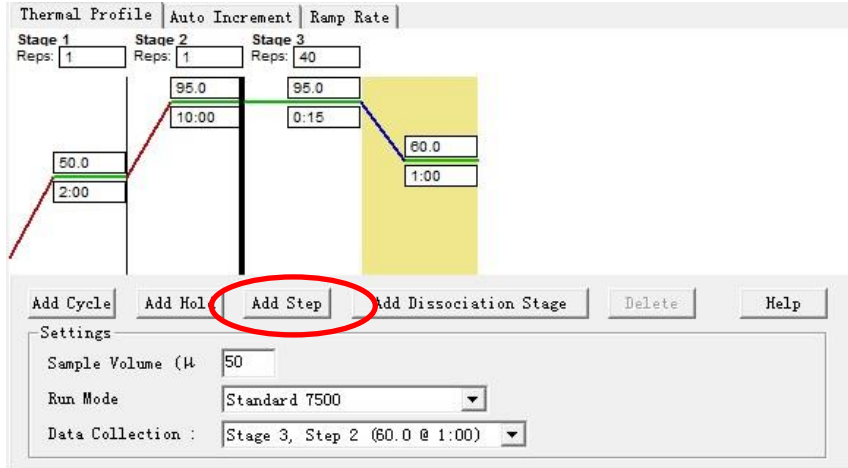 Thermal Profile Auto Increment Ramp Rate
Stage 1 Stage 2 Stage 3
Reps: 1 Reps: 1 Reps: 40
95.0 95.0
10:00 0:15
60.0
50.0
1:00
2:00
Add Cycle Add Hold Add Step Add Dissociation Stage Delete Help
Settings
Sample Volume (µ 50
Run Mode Standard 7500
Data Collection : Stage 3, Step 2 (60.0 @ 1:00)